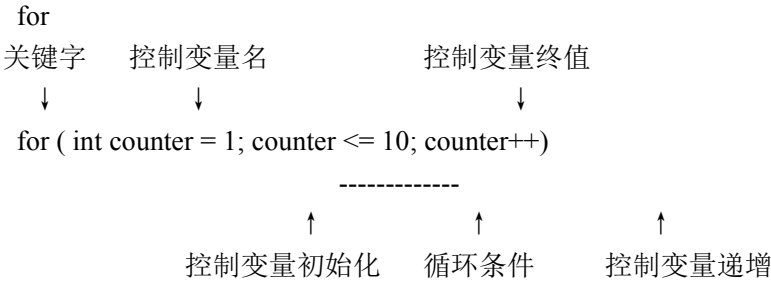 for
关键字 控制变量名 控制变量终值
↓ ↓ ↓
for ( int counter = 1; counter <= 10; counter++)
-------------
↑ ↑ ↑
控制变量初始化 循环条件 控制变量递增